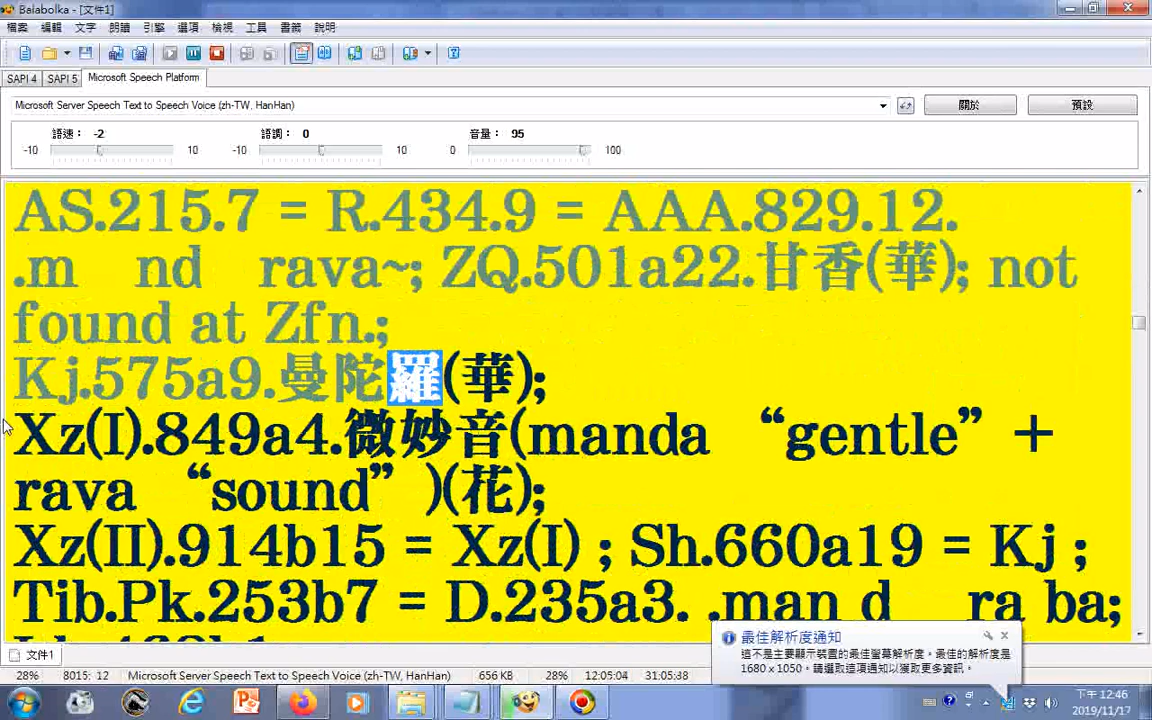 Balabolka - [文件1]
檔案 編輯 文字 朗讀 引擎 選項 檢視 工具 書籤 說明
SAPI 4 SAPI 5 Microsoft Speech Platform
Microsoft Server Speech Text to Speech Voice (zh-TW, HanHan) 關於 預設
語速： -2 語調： 0 音量： 95
-10 10 -10 10 0 100
AS.215.7 = R.434.9 = AAA.829.12.
.m nd rava~; ZQ.501a22.甘香(華); not
found at Zfn.;
Kj.575a9.曼陀羅(華);
Xz(I).849a4.微妙音(manda “gentle” +
rava “sound” )(花);
Xz(II).914b15 = Xz(I) ; Sh.660a19 = Kj ;
Tib.Pk.253b7 = D.235a3. .man d ra ba;
最佳解析度通知
這不是主要顯示裝置的最佳螢幕解析度。最佳的解析度是
1680 x 1050。請選取這項通知以獲取更多資訊。
文件1
28% 8015: 12 Microsoft Server Speech Text to Speech Voice (zh-TW, HanHan) 656 KB 28% 12:05:04 31:05:38
下午 12:46
2019/11/17